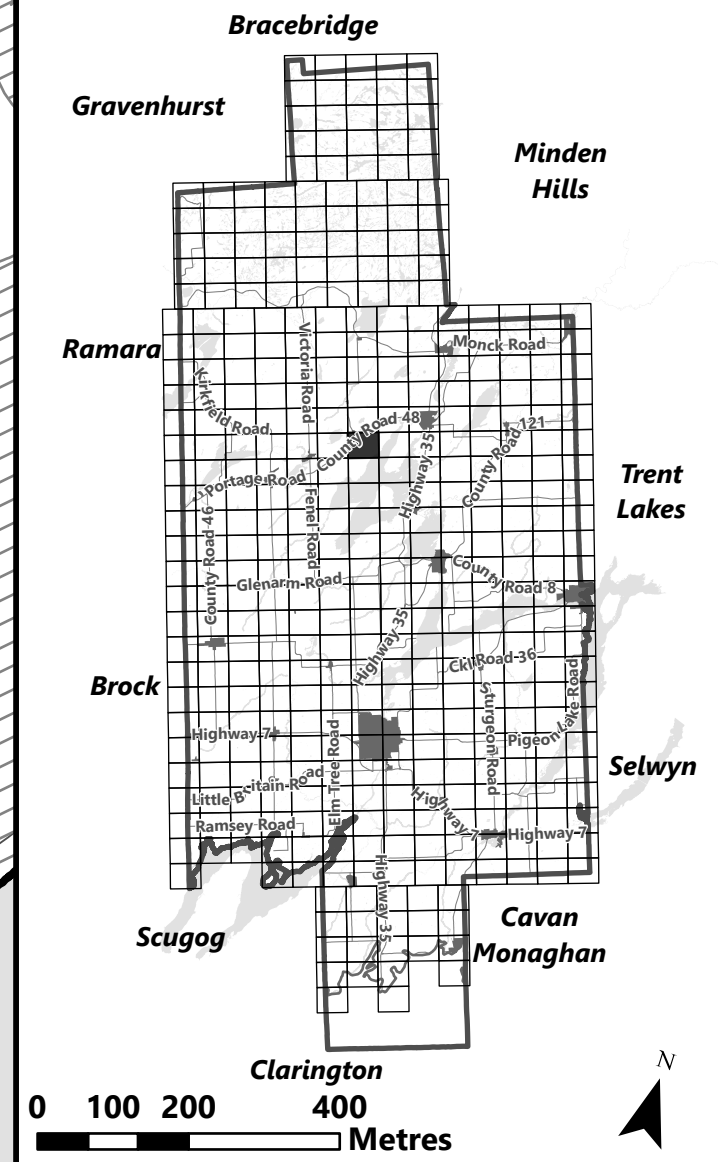 Bracebridge
Gravenhurst
Minden
Hills
Ramara
Monck Road
Victoria Road
Kirkfield Road
County Road 48
County Road 121
Highway 35
Portage Road
Trent
Lakes
Fenel Road
County Road 46
Glenarm Road
County Road 8
Highway 35
Ckl Road 36
Brock
Sturgeon Road
Pigeon Lake Road
Highway 7
Elm Tree Road
Selwyn
Little Britain Road
Highway 7
Ramsey Road
Highway 7
Highway 35
Scugog
Cavan
Monaghan
Clarington
N
0 100 200 400
Metres